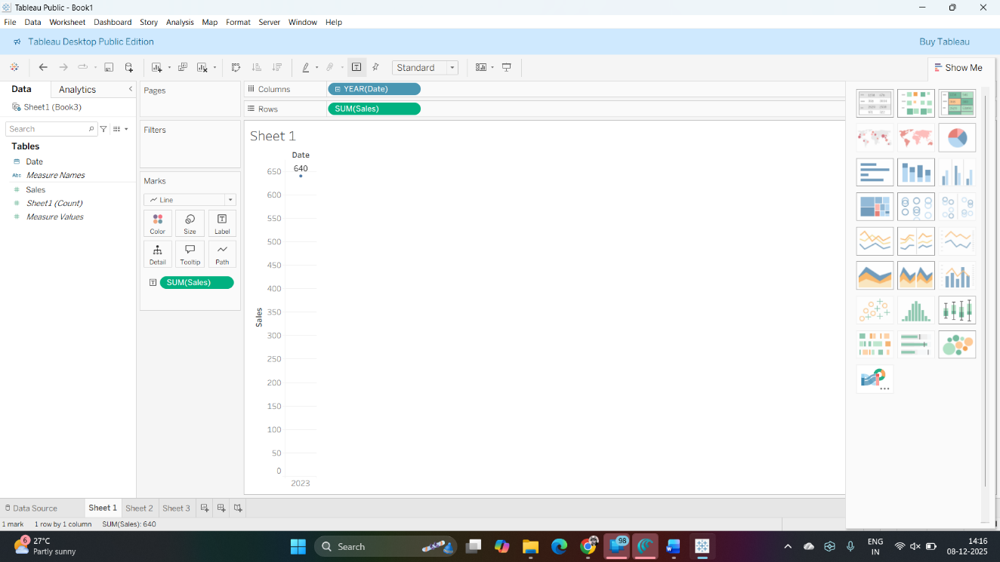 Tableau Public - Book1
File Data Worksheet Dashboard Story Analysis Map Format Server Window Help
Tableau Desktop Public Edition
Buy Tableau
Standard
Show Me
Data
Analytics
Sheet1 (Book3)
Search
Tables
Date
Abc Measure Names
Sales
Sheet1 (Count)
Measure Values
Pages
Filters
Marks
Line
Color Size Label
Detail Tooltip Path
SUM(Sales)
Columns
YEAR(Date)
Rows
SUM(Sales)
Sheet 1
Date
640
650
600
550
500
450
400
350
300
250
200
150
100
50
0
Sales
2023
Data Source Sheet 1 Sheet 2 Sheet 3
1 mark 1 row by 1 column SUM(Sales): 640
6
27°C
Partly sunny
Search
98
ENG
IN
14:16
08-12-2025